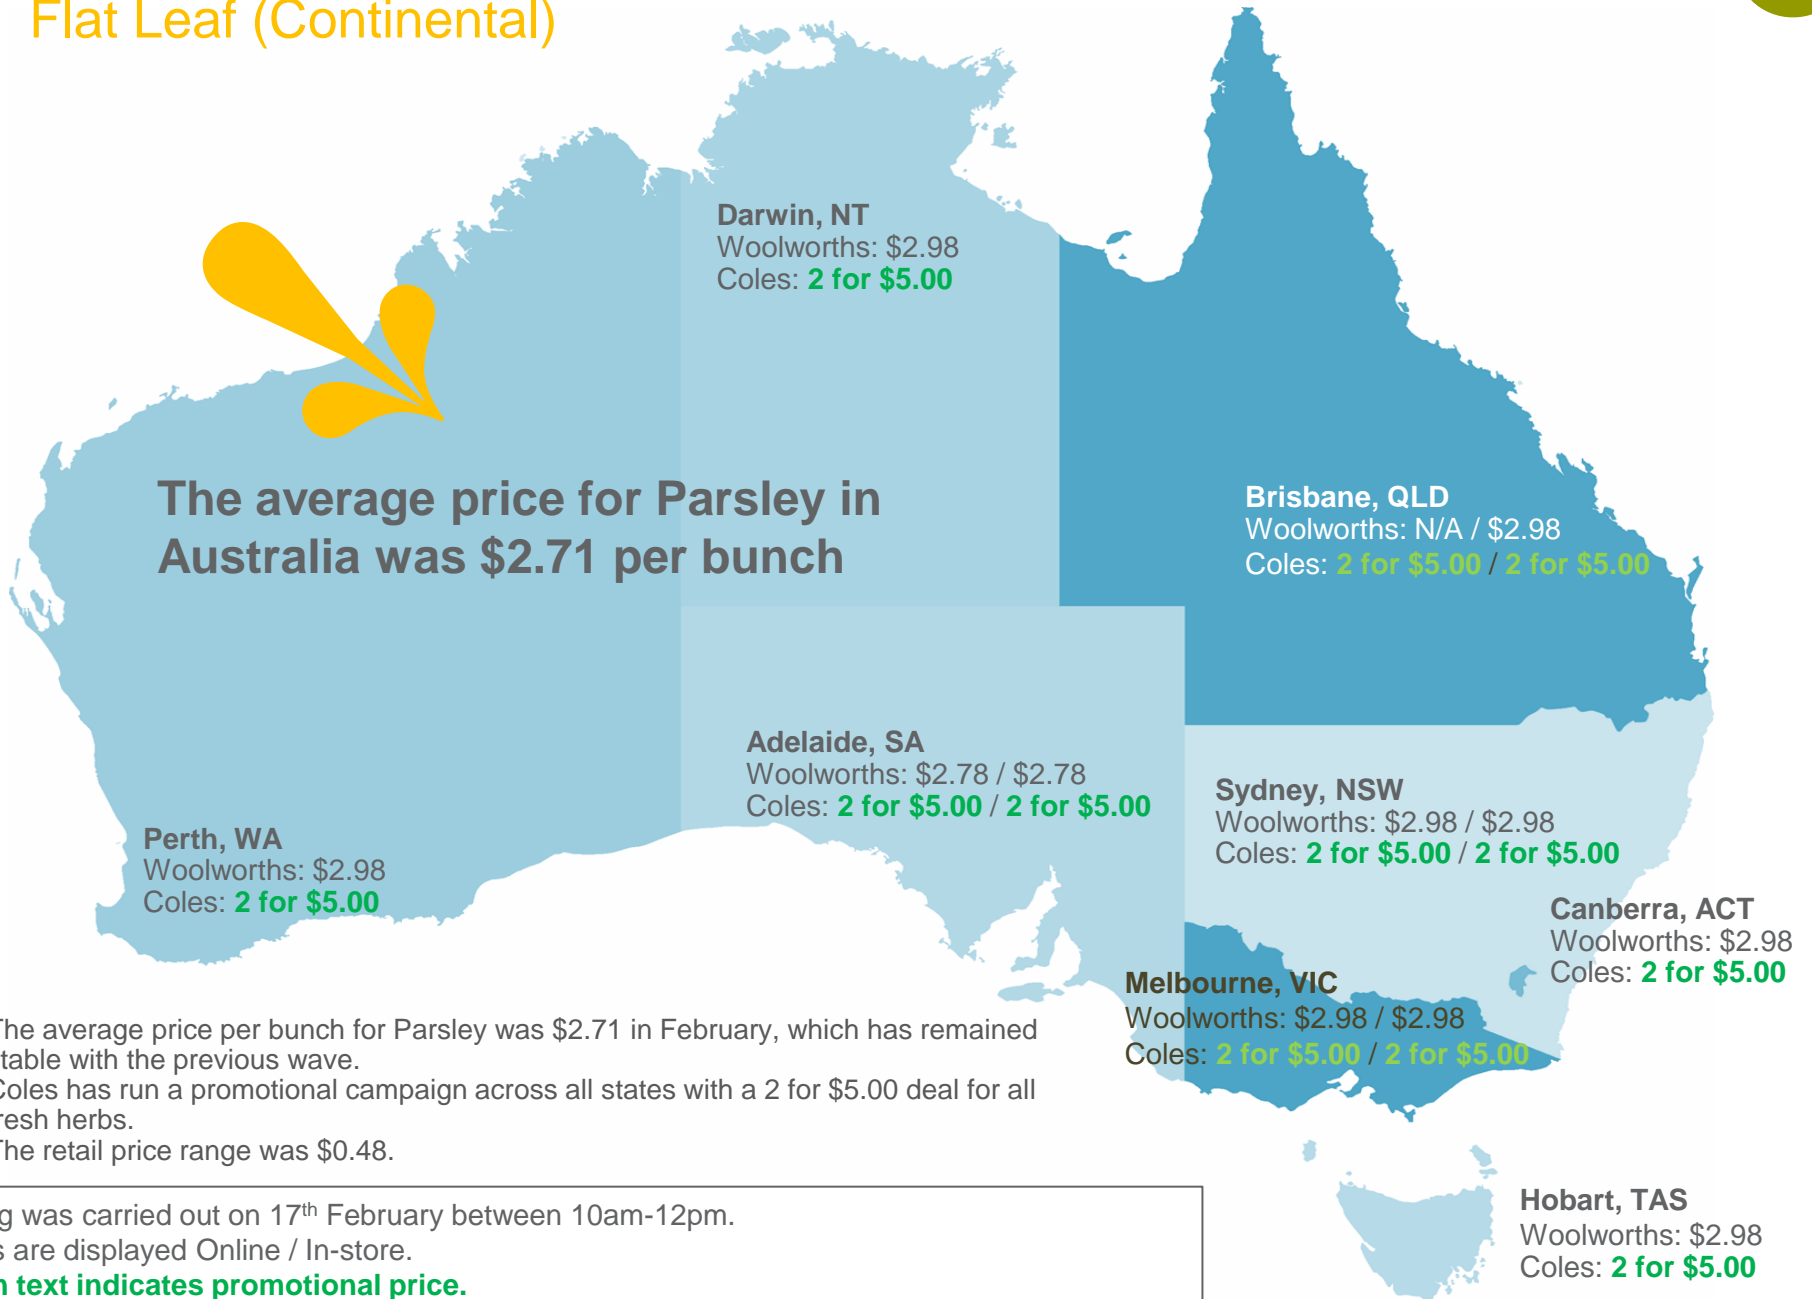 Flat Leaf (Continental)
Darwin, NT
Woolworths: $2.98
Coles: 2 for $5.00
The average price for Parsley in
Australia was $2.71 per bunch
Brisbane, QLD
Woolworths: N/A / $2.98
Coles: 2 for $5.00 / 2 for $5.00
Adelaide, SA
Woolworths: $2.78 / $2.78
Coles: 2 for $5.00 / 2 for $5.00
Sydney, NSW
Woolworths: $2.98 / $2.98
Coles: 2 for $5.00 / 2 for $5.00
Perth, WA
Woolworths: $2.98
Coles: 2 for $5.00
Canberra, ACT
Woolworths: $2.98
Coles: 2 for $5.00
Melbourne, VIC
Woolworths: $2.98 / $2.98
Coles: 2 for $5.00 / 2 for $5.00
The average price per bunch for Parsley was $2.71 in February, which has remained
table with the previous wave.
Coles has run a promotional campaign across all states with a 2 for $5.00 deal for all
resh herbs.
The retail price range was $0.48.
g was carried out on 17th February between 10am-12pm.
s are displayed Online / In-store.
n text indicates promotional price.
Hobart, TAS
Woolworths: $2.98
Coles: 2 for $5.00